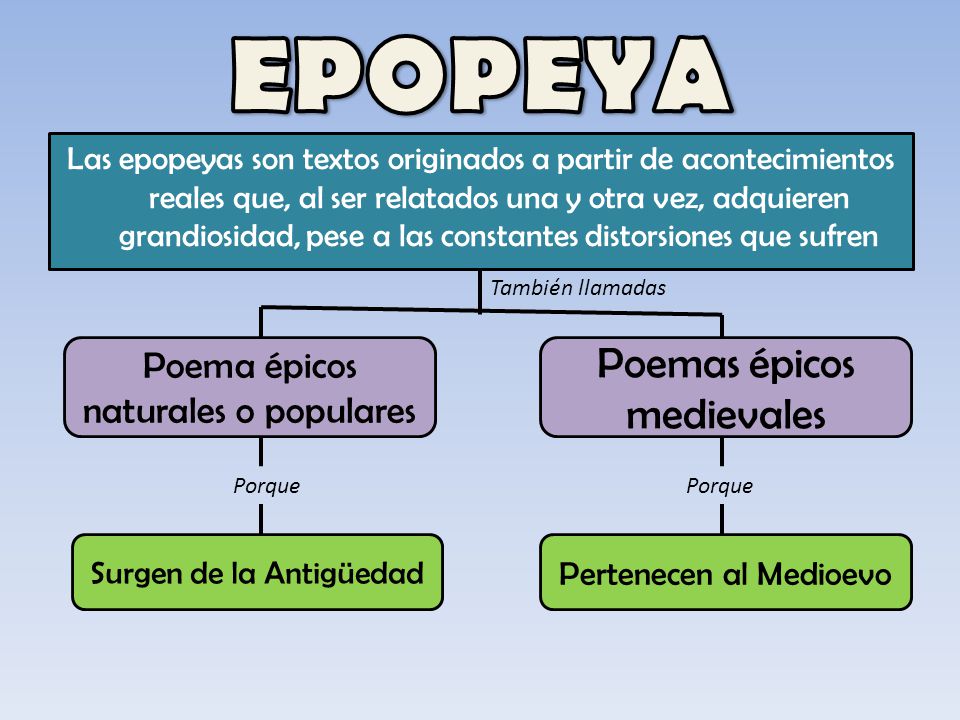 EPOPEYA
Las epopeyas son textos originados a partir de acontecimientos
reales que, al ser relatados una y otra vez, adquieren
grandiosidad, pese a las constantes distorsiones que sufren
También llamadas
Poema épicos
naturales o populares
Poemas épicos
medievales
Porque
Porque
Surgen de la Antigüedad
Pertenecen al Medioevo